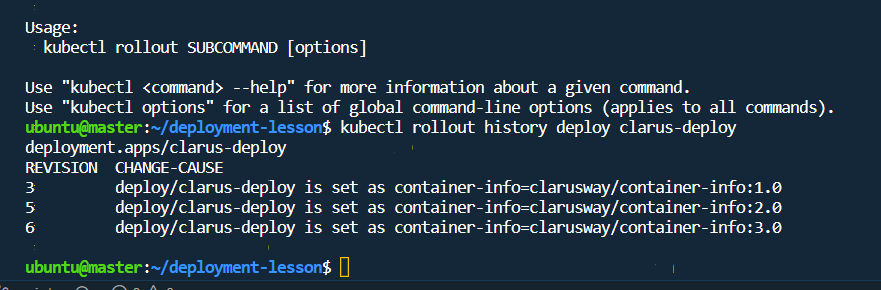 Usage:
  kubectl rollout SUBCOMMAND [options]

Use "kubectl <command> --help" for more information about a given command.
Use "kubectl options" for a list of global command-line options (applies to all commands).
ubuntu@master:~/deployment-lesson$ kubectl rollout history deploy clarus-deploy
deployment.apps/clarus-deploy
REVISION  CHANGE-CAUSE
3         deploy/clarus-deploy is set as container-info=clarusway/container-info:1.0
5         deploy/clarus-deploy is set as container-info=clarusway/container-info:2.0
6         deploy/clarus-deploy is set as container-info=clarusway/container-info:3.0

ubuntu@master:~/deployment-lesson$